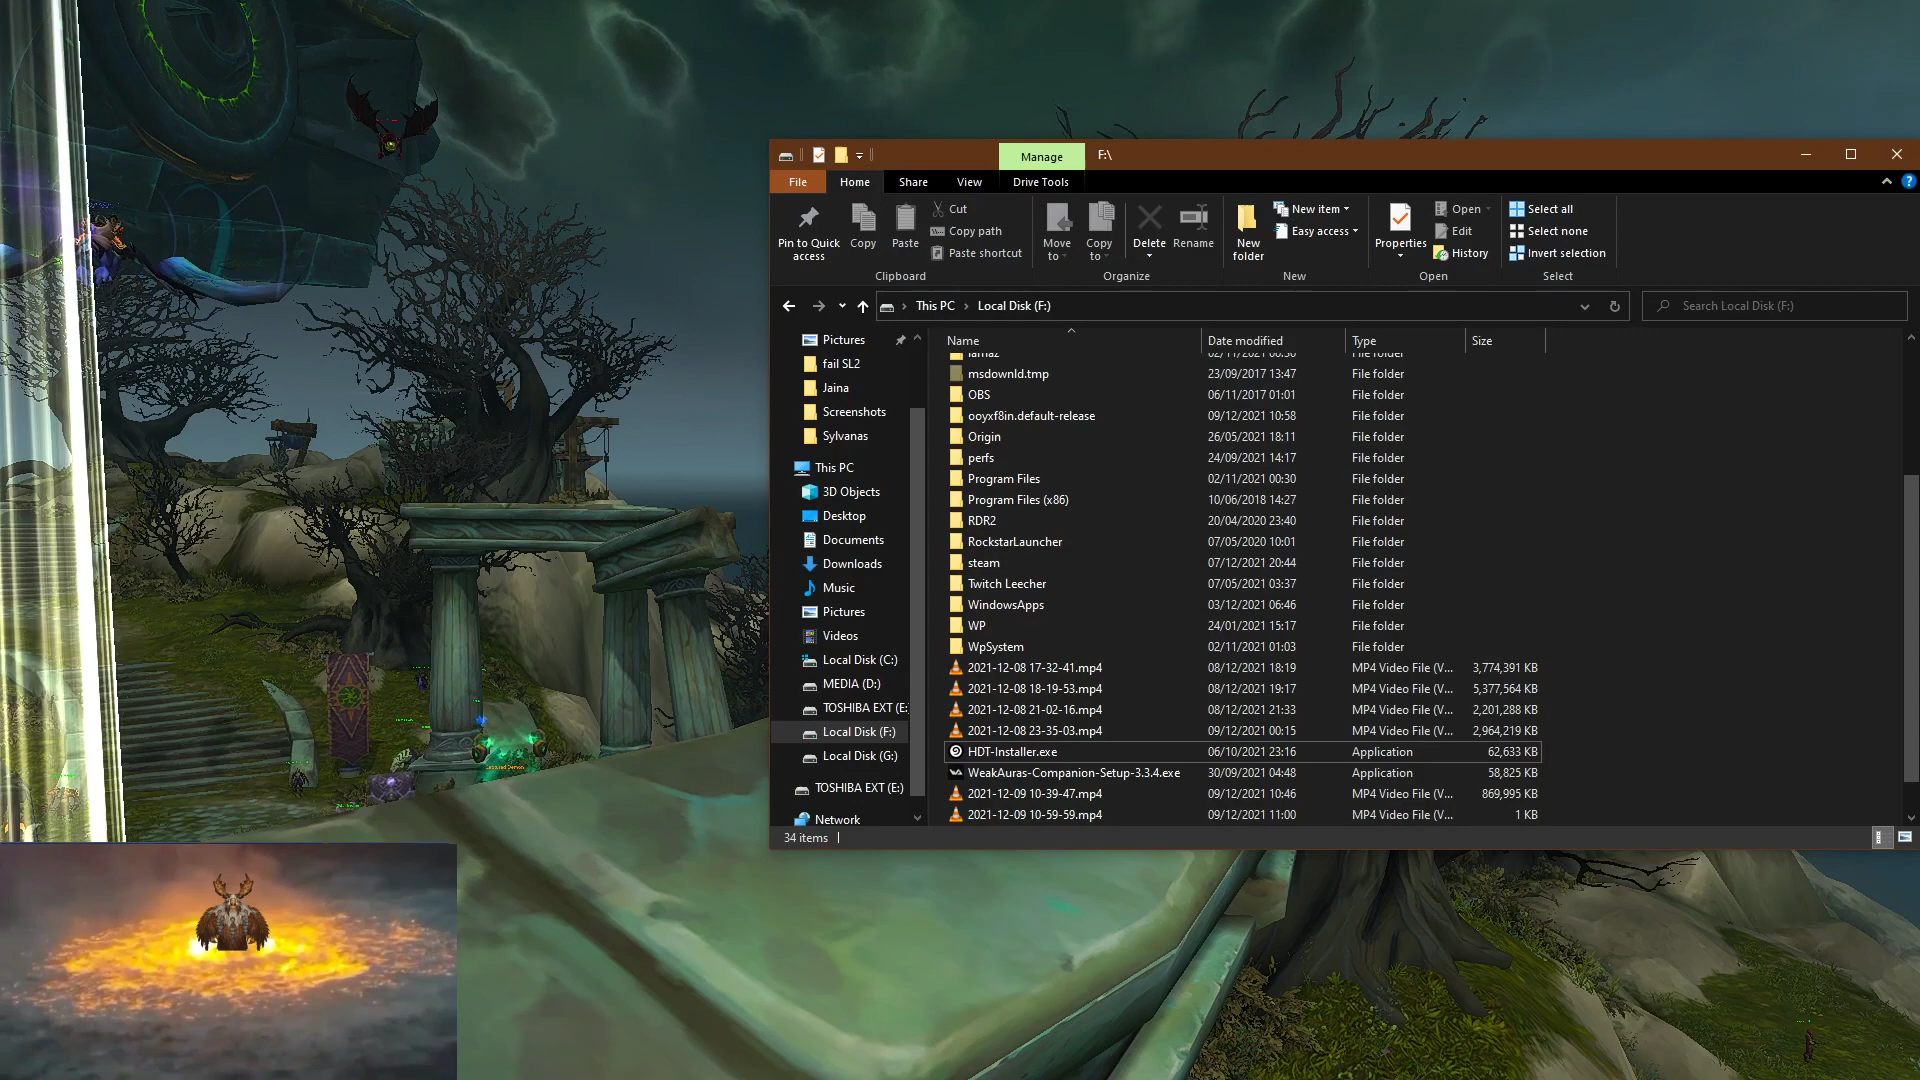 Manage
F:\
File
Home
Share
View
Drive Tools
Pin to Quick access
Copy
Paste
Cut
Copy path
Paste shortcut
Clipboard
Move to
Copy to
Delete
Rename
Organize
New folder
New item
Easy access
New
Properties
Open
Edit
History
Open
Select all
Select none
Invert selection
Select
This PC
Local Disk (F:)
Search Local Disk (F:)
Pictures
fail SL2
Jaina
Screenshots
Sylvanas
This PC
3D Objects
Desktop
Documents
Downloads
Music
Pictures
Videos
Local Disk (C:)
MEDIA (D:)
TOSHIBA EXT (E:
Local Disk (F:)
Local Disk (G:)
TOSHIBA EXT (E:)
Network
Name Date modified Type Size
msdownld.tmp 23/09/2017 13:47 File folder
OBS 06/11/2017 01:01 File folder
ooyxf8in.default-release 09/12/2021 10:58 File folder
Origin 26/05/2021 18:11 File folder
perfs 24/09/2021 14:17 File folder
Program Files 02/11/2021 00:30 File folder
Program Files (x86) 10/06/2018 14:27 File folder
RDR2 20/04/2020 23:40 File folder
RockstarLauncher 07/05/2020 10:01 File folder
steam 07/12/2021 20:44 File folder
Twitch Leecher 07/05/2021 03:37 File folder
WindowsApps 03/12/2021 06:46 File folder
WP 24/01/2021 15:17 File folder
WpSystem 02/11/2021 01:03 File folder
2021-12-08 17-32-41.mp4 08/12/2021 18:19 MP4 Video File (V... 3,774,391 KB
2021-12-08 18-19-53.mp4 08/12/2021 19:17 MP4 Video File (V... 5,377,564 KB
2021-12-08 21-02-16.mp4 08/12/2021 21:33 MP4 Video File (V... 2,201,288 KB
2021-12-08 23-35-03.mp4 09/12/2021 00:15 MP4 Video File (V... 2,964,219 KB
HDT-Installer.exe 06/10/2021 23:16 Application 62,633 KB
WeakAuras-Companion-Setup-3.3.4.exe 30/09/2021 04:48 Application 58,825 KB
2021-12-09 10-39-47.mp4 09/12/2021 10:46 MP4 Video File (V... 869,995 KB
2021-12-09 10-59-59.mp4 09/12/2021 11:00 MP4 Video File (V... 1 KB
34 items